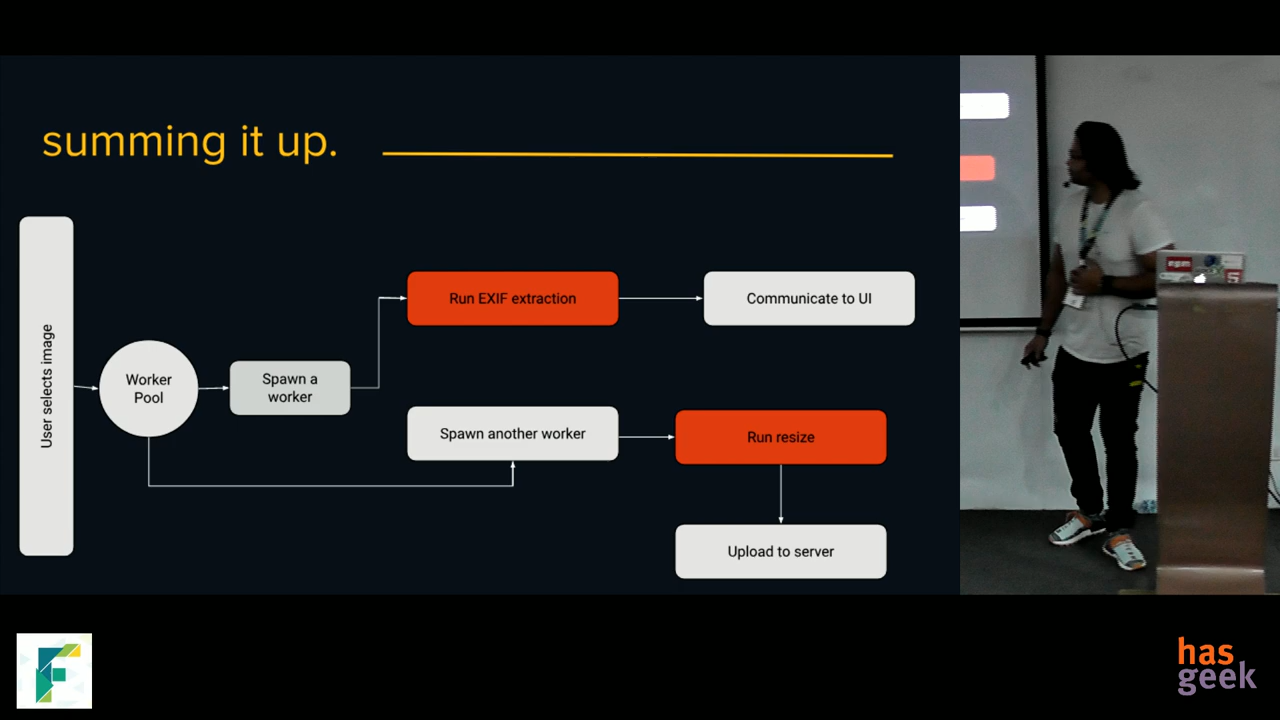 summing it up.
User selects image
Worker
Pool
Spawn a
worker
Run EXIF extraction
Communicate to UI
Spawn another worker
Run resize
Upload to server
npm
has
geek